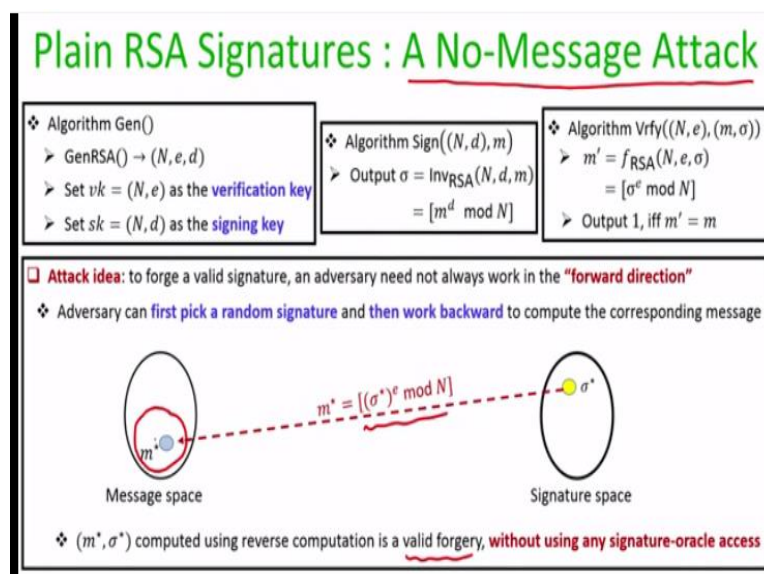 Plain RSA Signatures : A No-Message Attack
❖ Algorithm Gen()
➤ GenRSA() → (N, e, d)
➤ Set vk = (N, e) as the verification key
➤ Set sk = (N, d) as the signing key
❖ Algorithm Sign((N, d), m)
➤ Output σ = Inv_RSA(N, d, m)
= [m^d mod N]
❖ Algorithm Vrfy((N, e), (m, σ))
➤ m′ = f_RSA(N, e, σ)
= [σ^e mod N]
➤ Output 1, iff m′ = m
❑ Attack idea: to forge a valid signature, an adversary need not always work in the “forward direction”
❖ Adversary can first pick a random signature and then work backward to compute the corresponding message
m* = [(σ*)^e mod N]
σ*
m*
Message space
Signature space
❖ (m*, σ*) computed using reverse computation is a valid forgery, without using any signature-oracle access